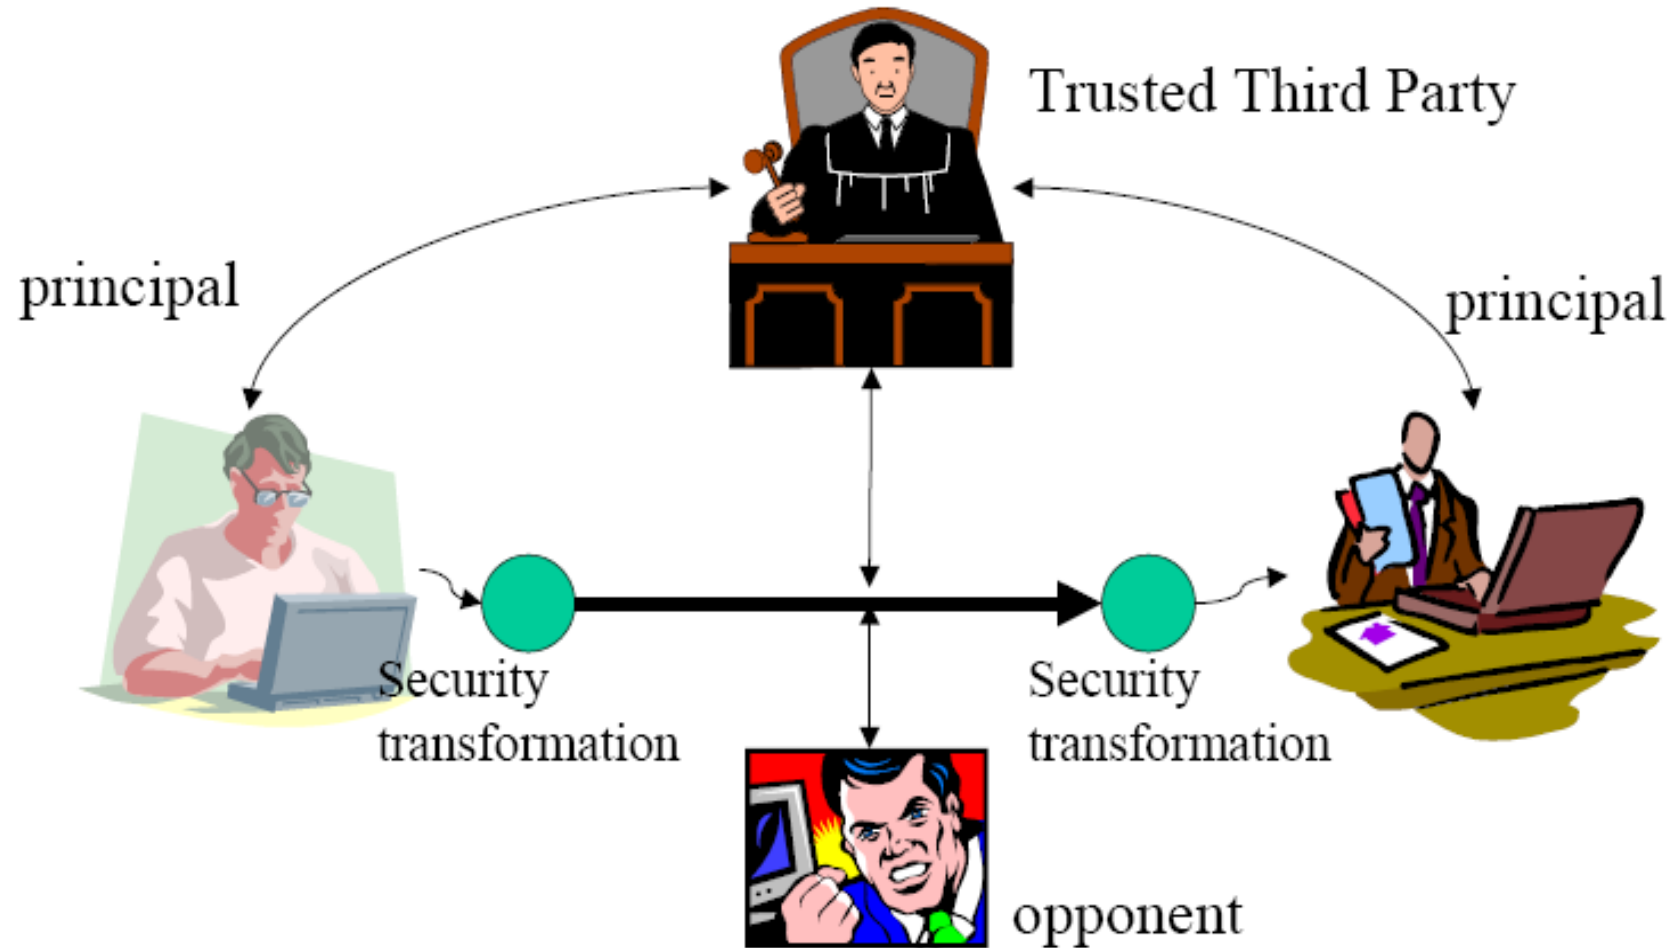 Trusted Third Party
principal
principal
Security
transformation
Security
transformation
opponent